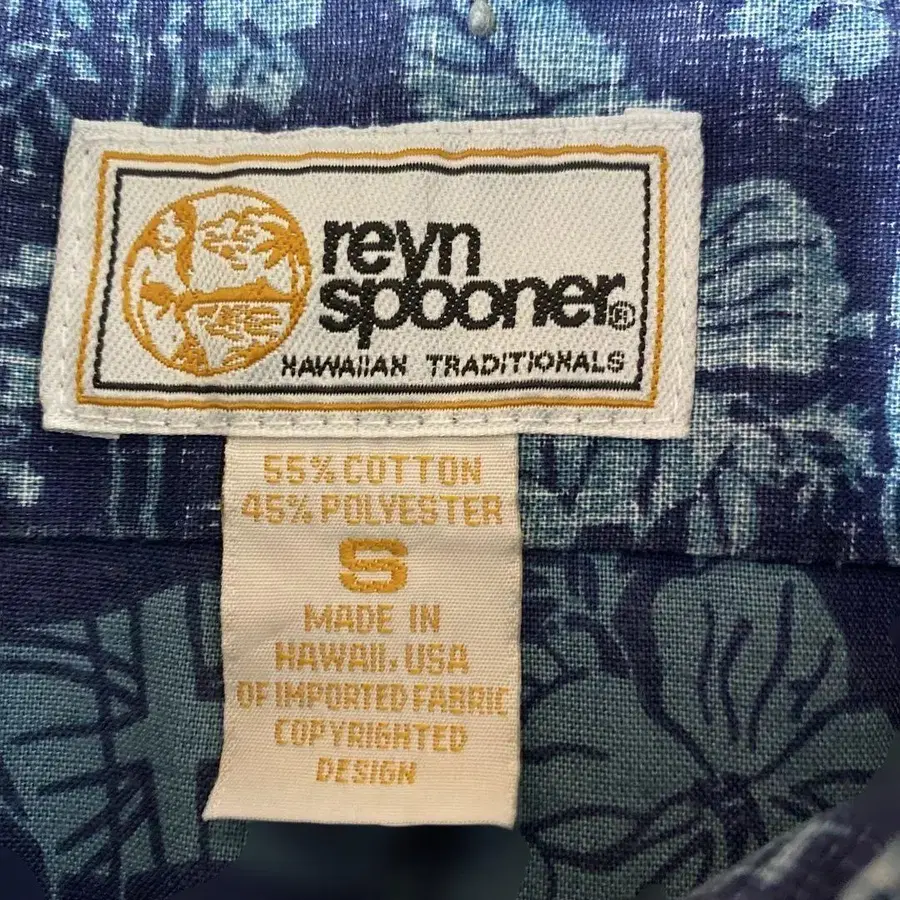 reyn
spooner®
HAWAIIAN TRADITIONALS
55% COTTON
45% POLYESTER
S
MADE IN
HAWAII, USA
OF IMPORTED FABRIC
COPYRIGHTED
DESIGN